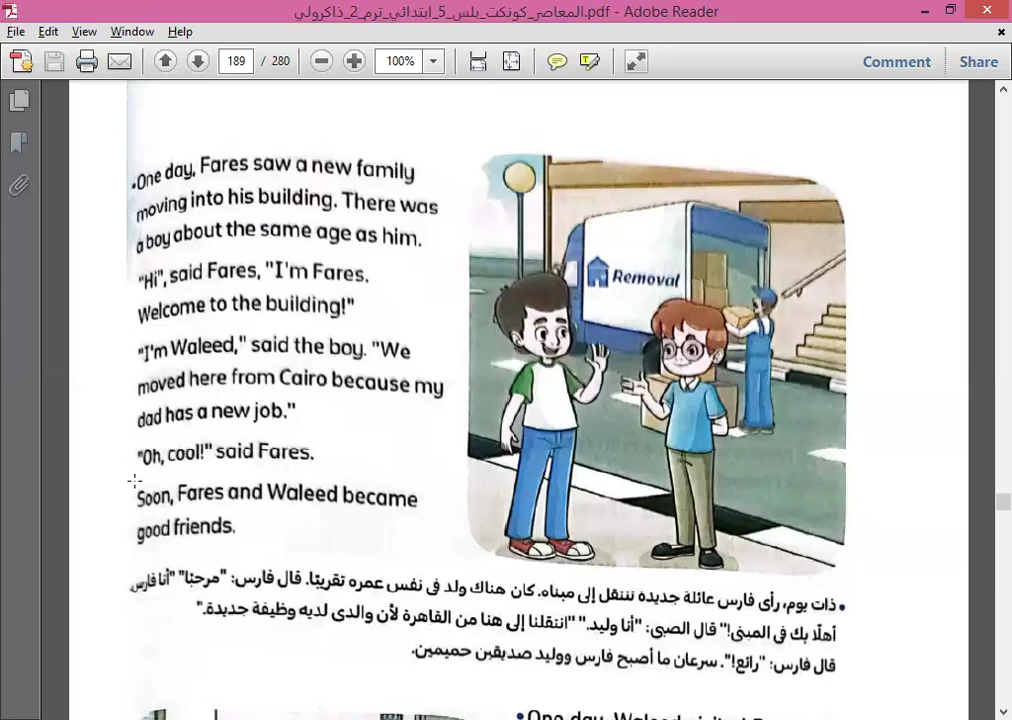 المعاصر_كونكت_بلس_5_ابتدائي_ترم_2_ذاكرولي.pdf - Adobe Reader
File Edit View Window Help
189 / 280 100% Comment Share
•One day, Fares saw a new family
moving into his building. There was
a boy about the same age as him.
"Hi", said Fares, "I'm Fares.
Welcome to the building!"
"I'm Waleed," said the boy. "We
moved here from Cairo because my
dad has a new job."
"Oh, cool!" said Fares.
Soon, Fares and Waleed became
good friends.
Removal
• ذات يوم، رأى فارس عائلة جديدة تنتقل إلى مبناه. كان هناك ولد فى نفس عمره تقريبًا. قال فارس: "مرحبًا" "أنا فارس
أهلًا بك فى المبنى!" قال الصبى: "أنا وليد." "انتقلنا إلى هنا من القاهرة لأن والدى لديه وظيفة جديدة."
قال فارس: "رائع!". سرعان ما أصبح فارس ووليد صديقين حميمين.